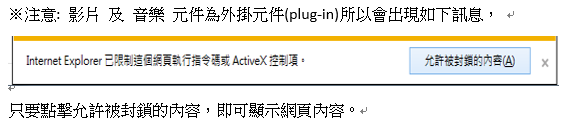 ※注意: 影片 及 音樂 元件為外掛元件(plug-in)所以會出現如下訊息，
Internet Explorer 已限制這個網頁執行指令碼或 ActiveX 控制項。 允許被封鎖的內容(A) x
只要點擊允許被封鎖的內容，即可顯示網頁內容。